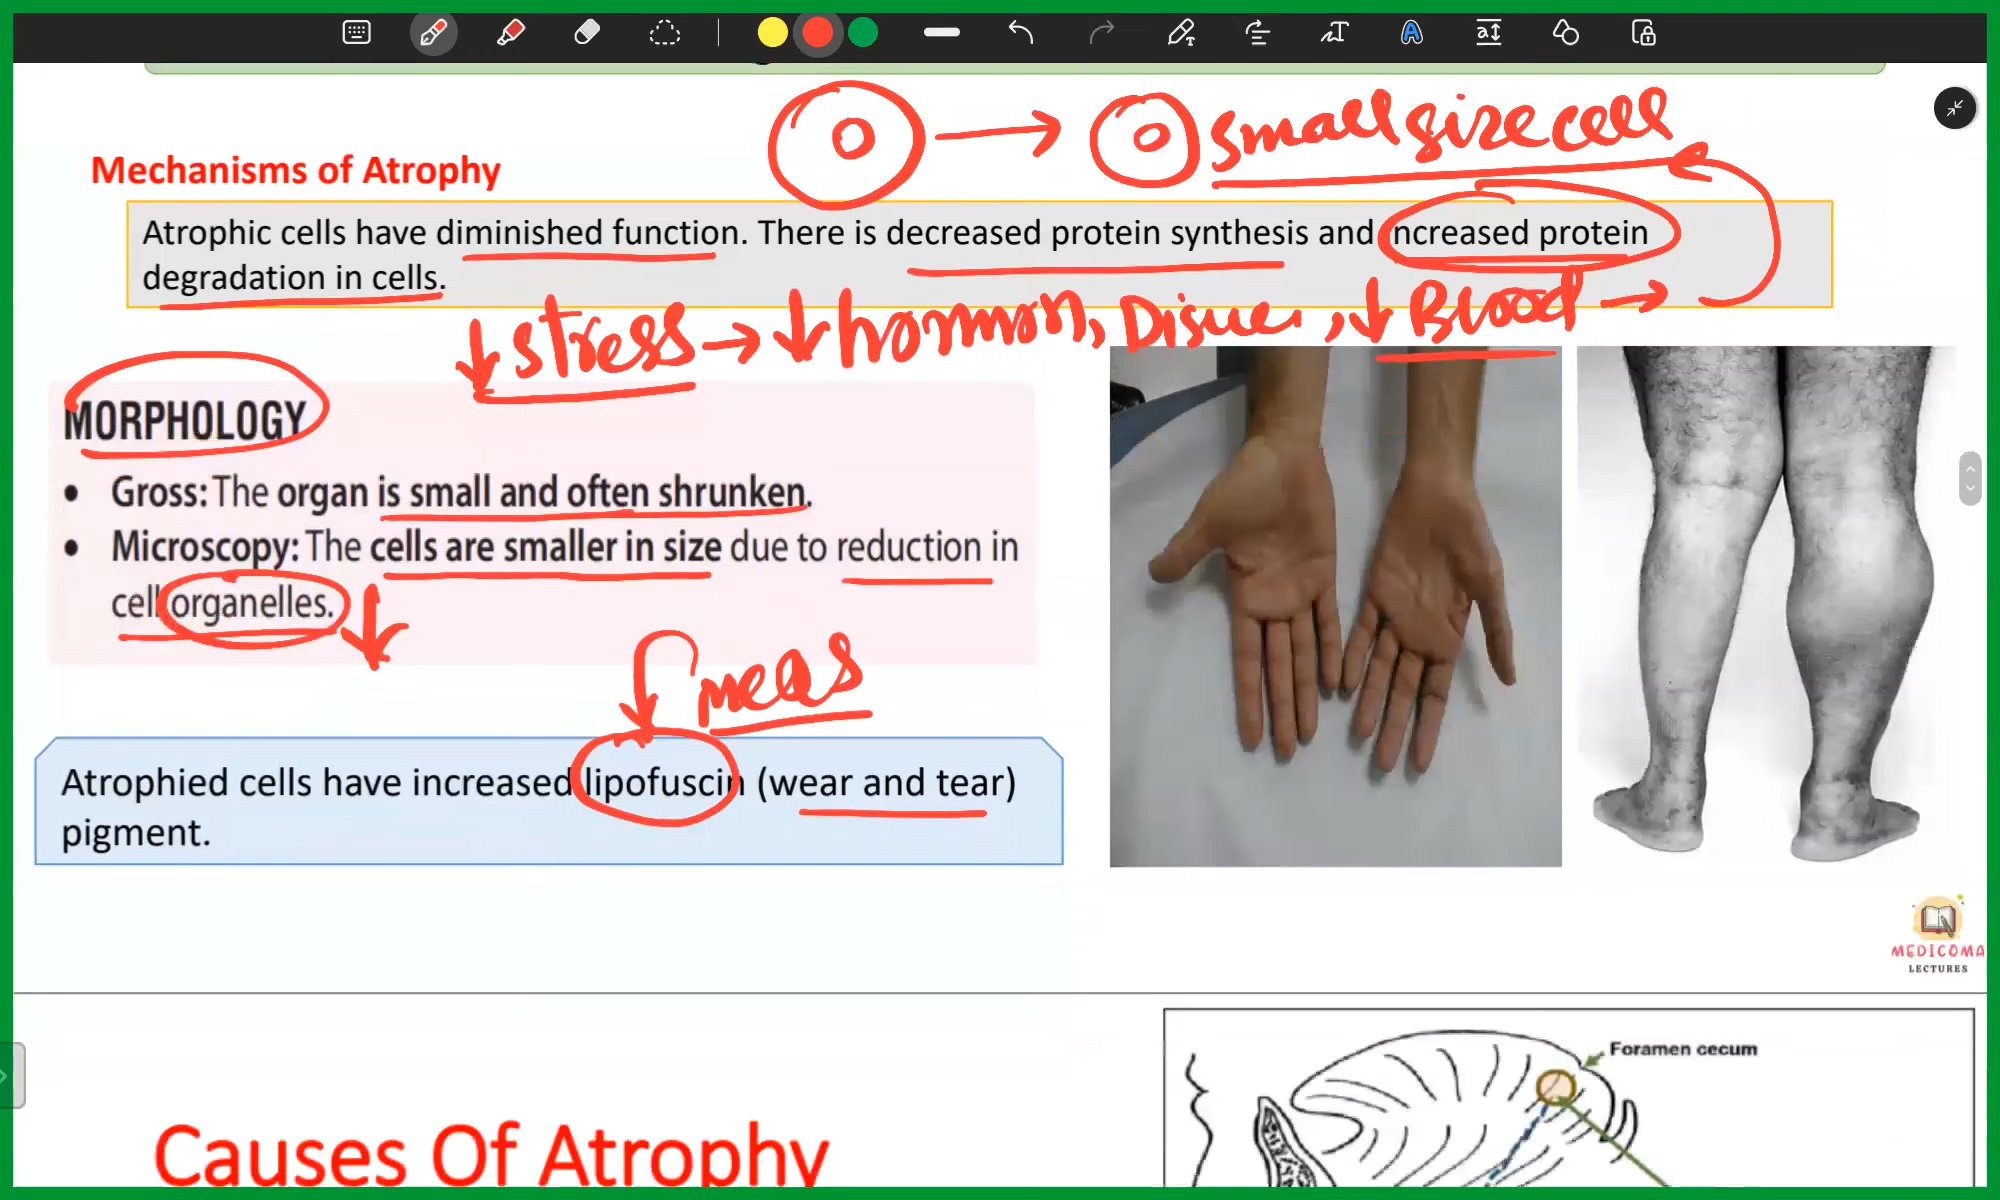 small size cell
Mechanisms of Atrophy
Atrophic cells have diminished function. There is decreased protein synthesis and ncreased protein
degradation in cells.
↓ stress → ↓ hormon, , ↓ Blood →
MORPHOLOGY
• Gross: The organ is small and often shrunken.
• Microscopy: The cells are smaller in size due to reduction in
cell organelles. ↓
Atrophied cells have increased lipofuscin (wear and tear)
pigment.
MEDICOMA
LECTURES
Foramen cecum
Causes Of Atrophy